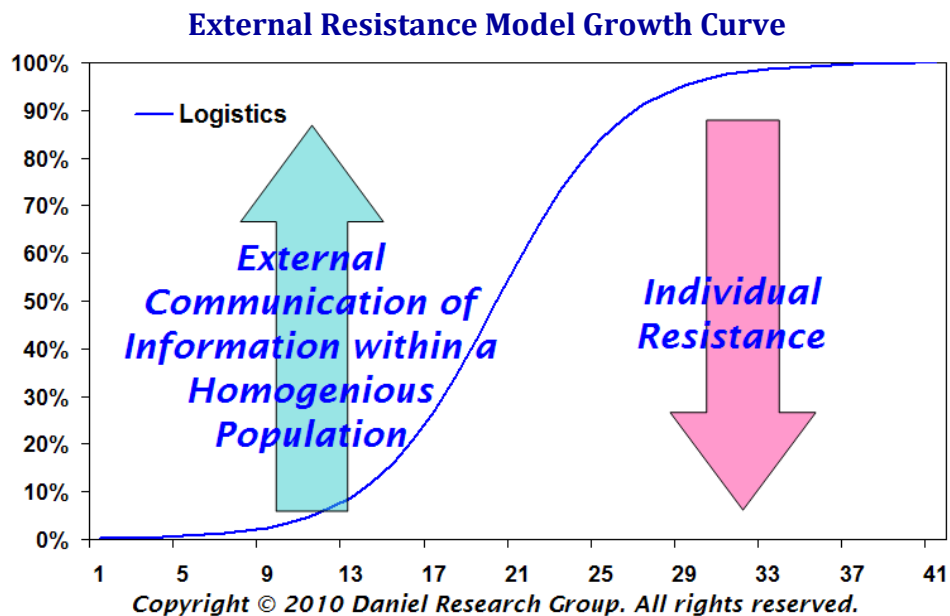 External Resistance Model Growth Curve
100%
90%
80%
70%
60%
50%
40%
30%
20%
10%
0%
Logistics
External
Communication of
Information within a
Homogenious
Population
Individual
Resistance
1 5 9 13 17 21 25 29 33 37 41
Copyright © 2010 Daniel Research Group. All rights reserved.